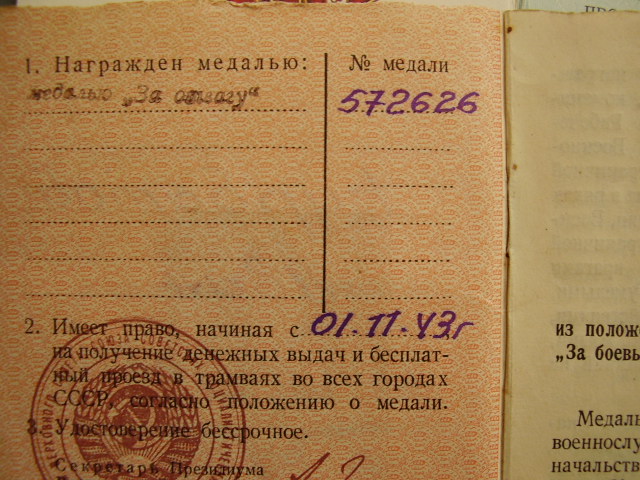 1. Награжден медалью:
№ медали
медалью „За отвагу“
572626
2. Имеет право, начиная с 01.11.43г
на получение денежных выдач и бесплат-
ный проезд в трамваях во всех городах
СССР, согласно положению о медали.
3. Удостоверение бессрочное.
Секретарь Президиума
из полож
„За боевы
Медаль
военнослу
начальств